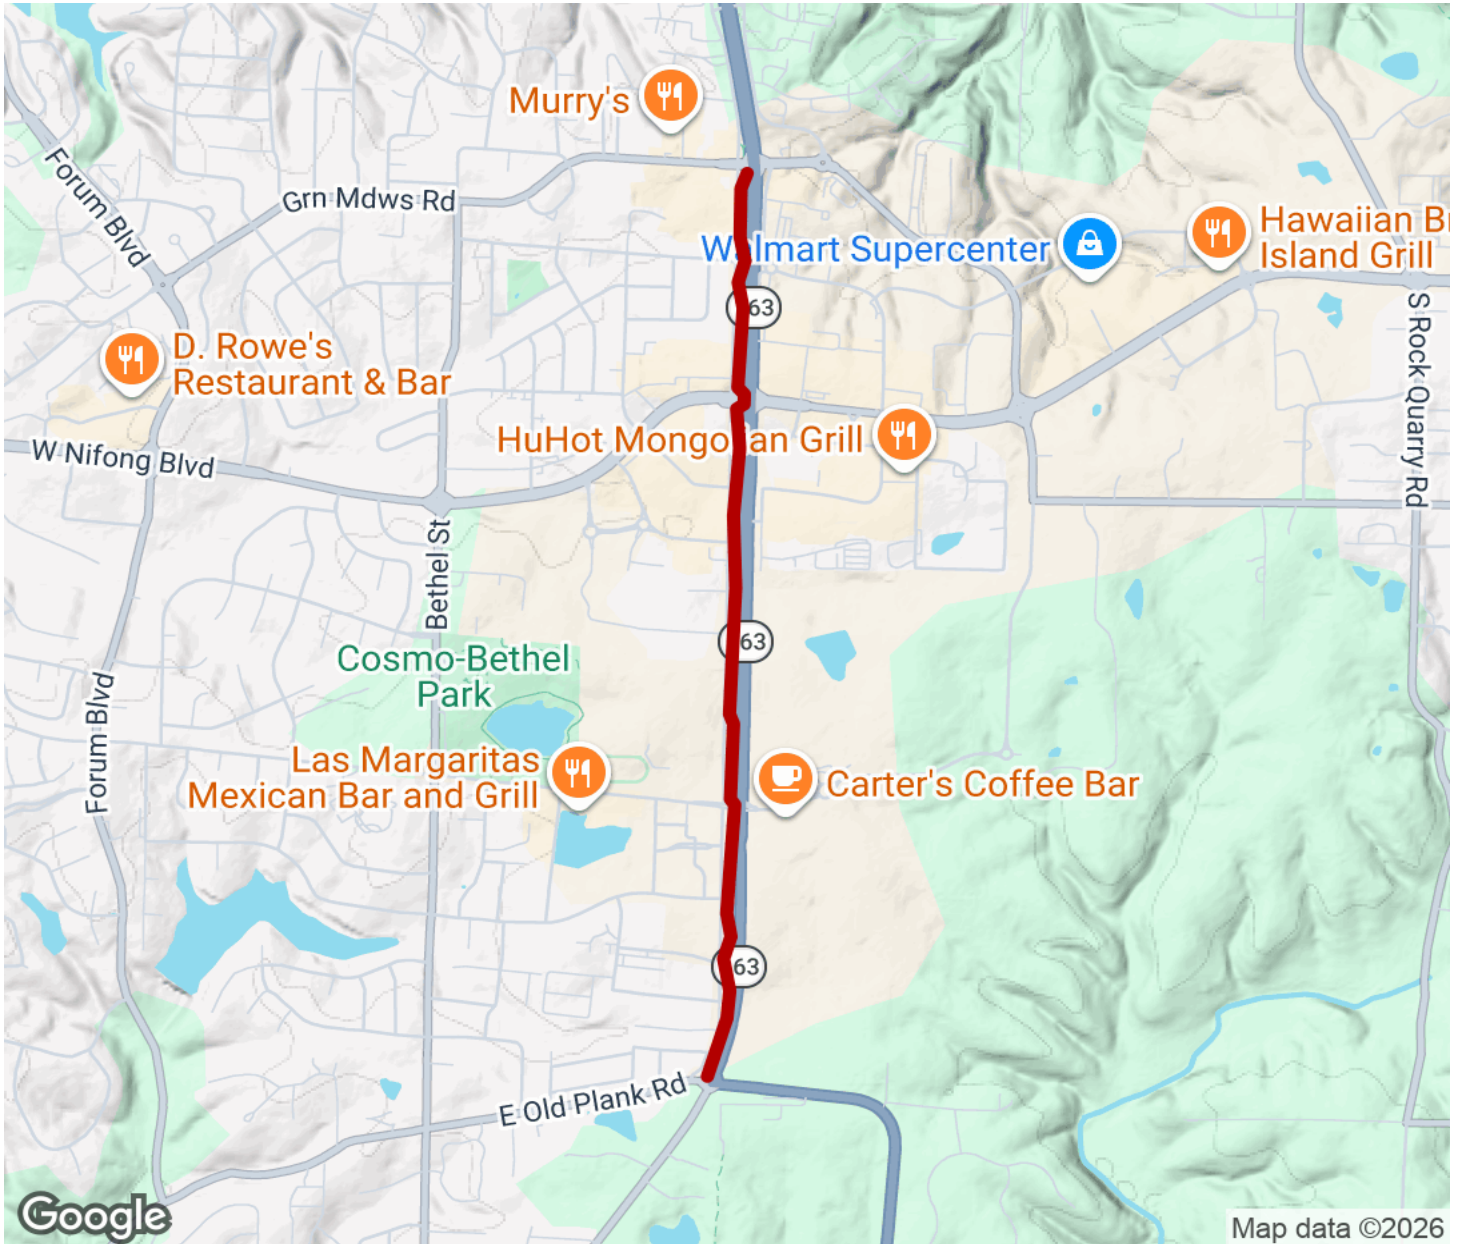 Murry's
Forum Blvd
Grn Mdws Rd
Walmart Supercenter
Hawaiian Br
Island Grill
63
S Rock Quarry Rd
D. Rowe's
Restaurant & Bar
HuHot Mongolian Grill
W Nifong Blvd
Bethel St
63
Cosmo-Bethel
Park
Forum Blvd
Las Margaritas
Mexican Bar and Grill
Carter's Coffee Bar
63
E Old Plank Rd
Google
Map data ©2026